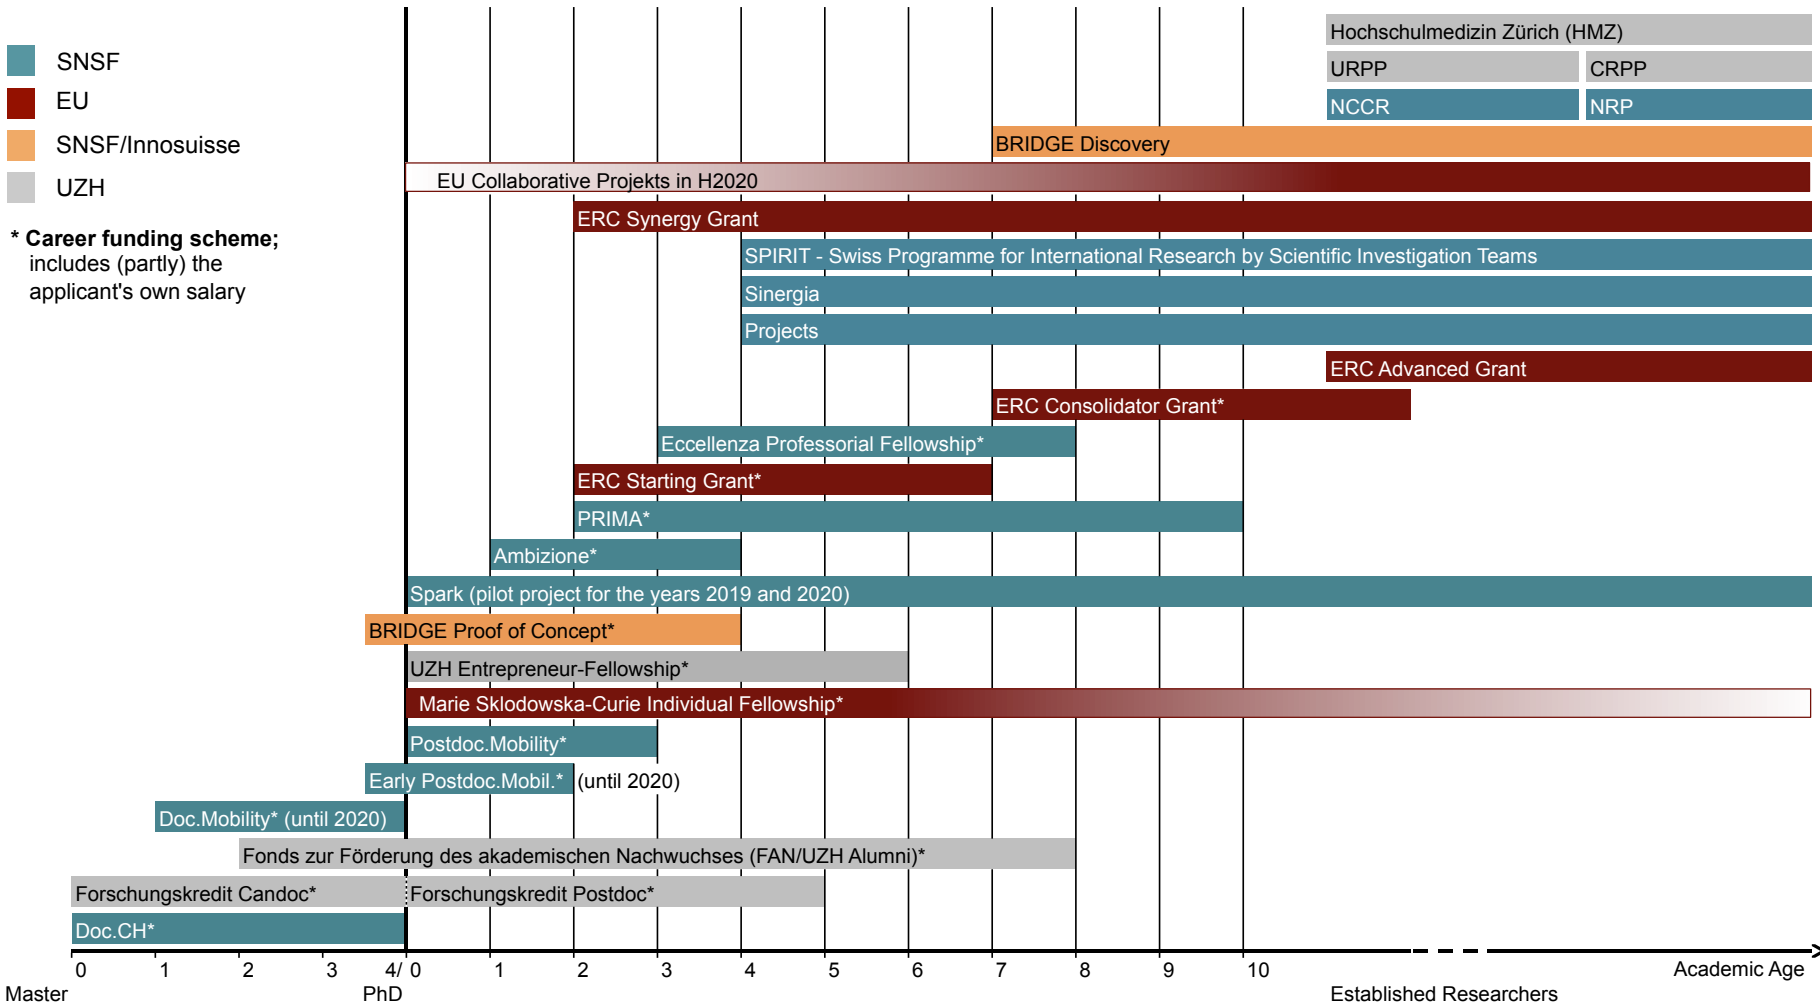 SNSF
EU
SNSF/Innosuisse
UZH
* Career funding scheme;
includes (partly) the
applicant's own salary
Hochschulmedizin Zürich (HMZ)
URPP CRPP
NCCR NRP
BRIDGE Discovery
EU Collaborative Projekts in H2020
ERC Synergy Grant
SPIRIT - Swiss Programme for International Research by Scientific Investigation Teams
Sinergia
Projects
ERC Advanced Grant
ERC Consolidator Grant*
Eccellenza Professorial Fellowship*
ERC Starting Grant*
PRIMA*
Ambizione*
Spark (pilot project for the years 2019 and 2020)
BRIDGE Proof of Concept*
UZH Entrepreneur-Fellowship*
Marie Sklodowska-Curie Individual Fellowship*
Postdoc.Mobility*
Early Postdoc.Mobil.* (until 2020)
Doc.Mobility* (until 2020)
Fonds zur Förderung des akademischen Nachwuchses (FAN/UZH Alumni)*
Forschungskredit Candoc* Forschungskredit Postdoc*
Doc.CH*
0 1 2 3 4/ 0 1 2 3 4 5 6 7 8 9 10 Academic Age
Master PhD Established Researchers